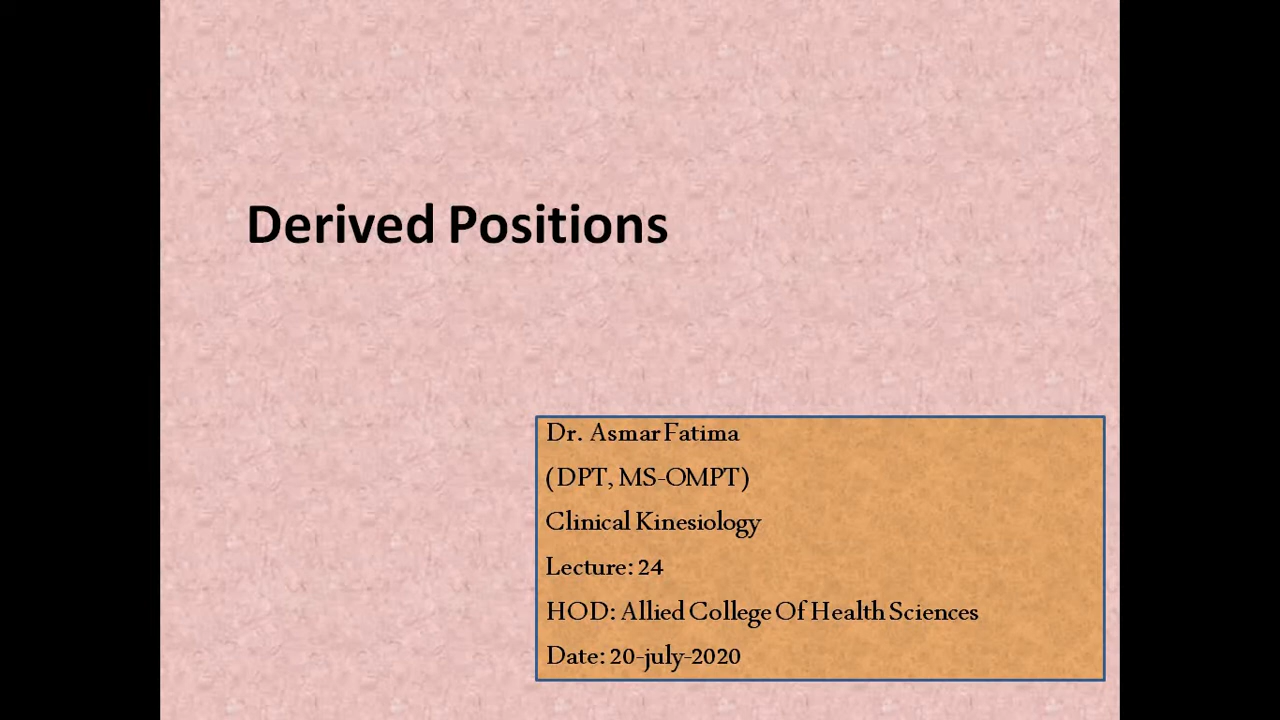 Derived Positions
Dr. Asmar Fatima
(DPT, MS-OMPT)
Clinical Kinesiology
Lecture: 24
HOD: Allied College Of Health Sciences
Date: 20-july-2020